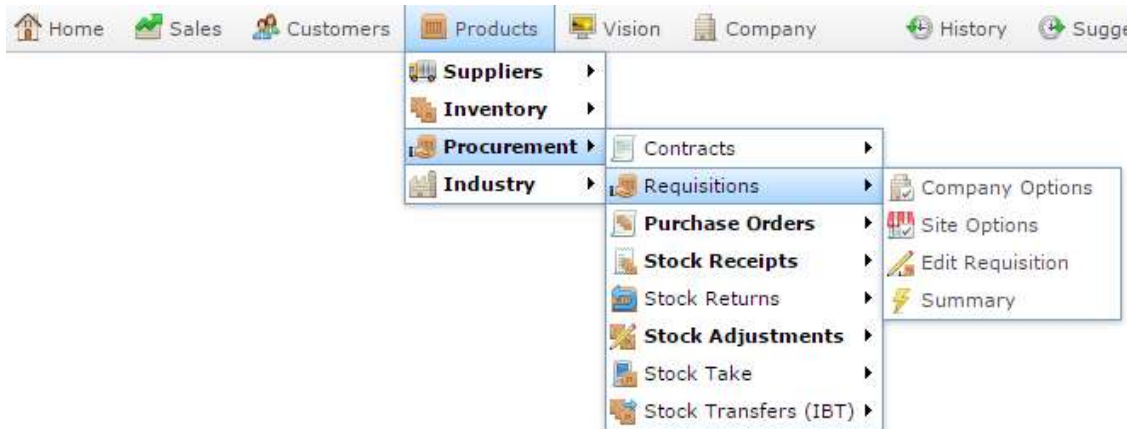 Home Sales Customers Products Vision Company History Sugge
Suppliers
Inventory
Procurement Contracts
Industry Requisitions Company Options
Purchase Orders Site Options
Stock Receipts Edit Requisition
Stock Returns Summary
Stock Adjustments
Stock Take
Stock Transfers (IBT)